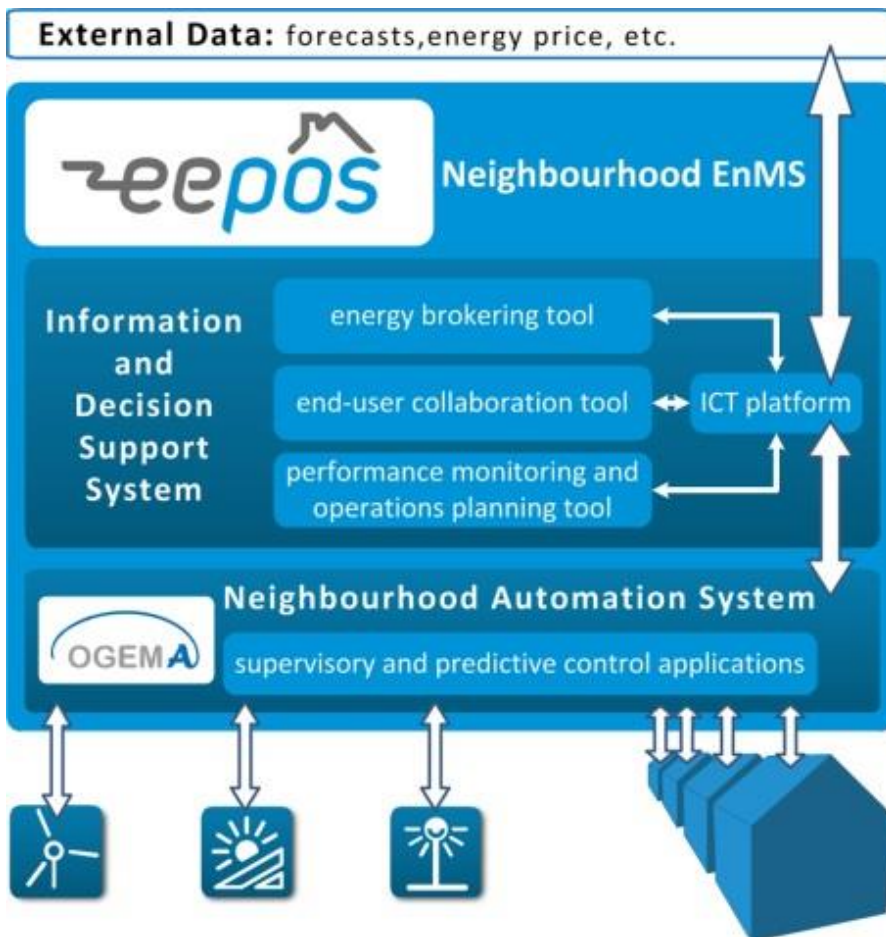 External Data: forecasts,energy price, etc.
eepos
Neighbourhood EnMS
Information
and
Decision
Support
System
energy brokering tool
end-user collaboration tool
performance monitoring and
operations planning tool
ICT platform
Neighbourhood Automation System
OGEMA
supervisory and predictive control applications